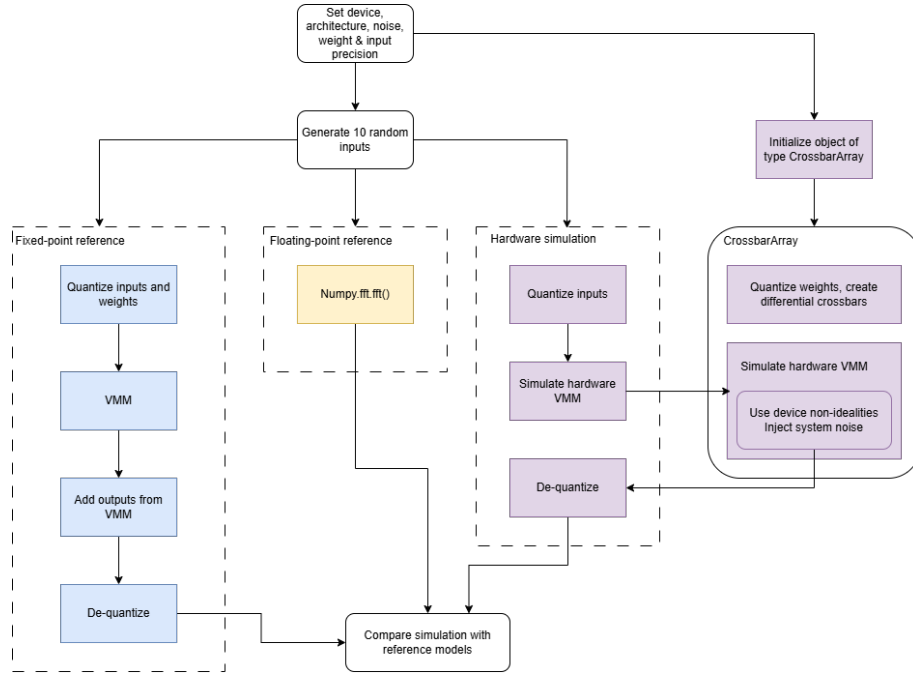 Set device,
architecture, noise,
weight & input
precision
Generate 10 random
inputs
Initialize object of
type CrossbarArray
Fixed-point reference
Quantize inputs and
weights
VMM
Add outputs from
VMM
De-quantize
Floating-point reference
Numpy.fft.fft()
Hardware simulation
Quantize inputs
Simulate hardware
VMM
De-quantize
CrossbarArray
Quantize weights, create
differential crossbars
Simulate hardware VMM
Use device non-idealities
Inject system noise
Compare simulation with
reference models